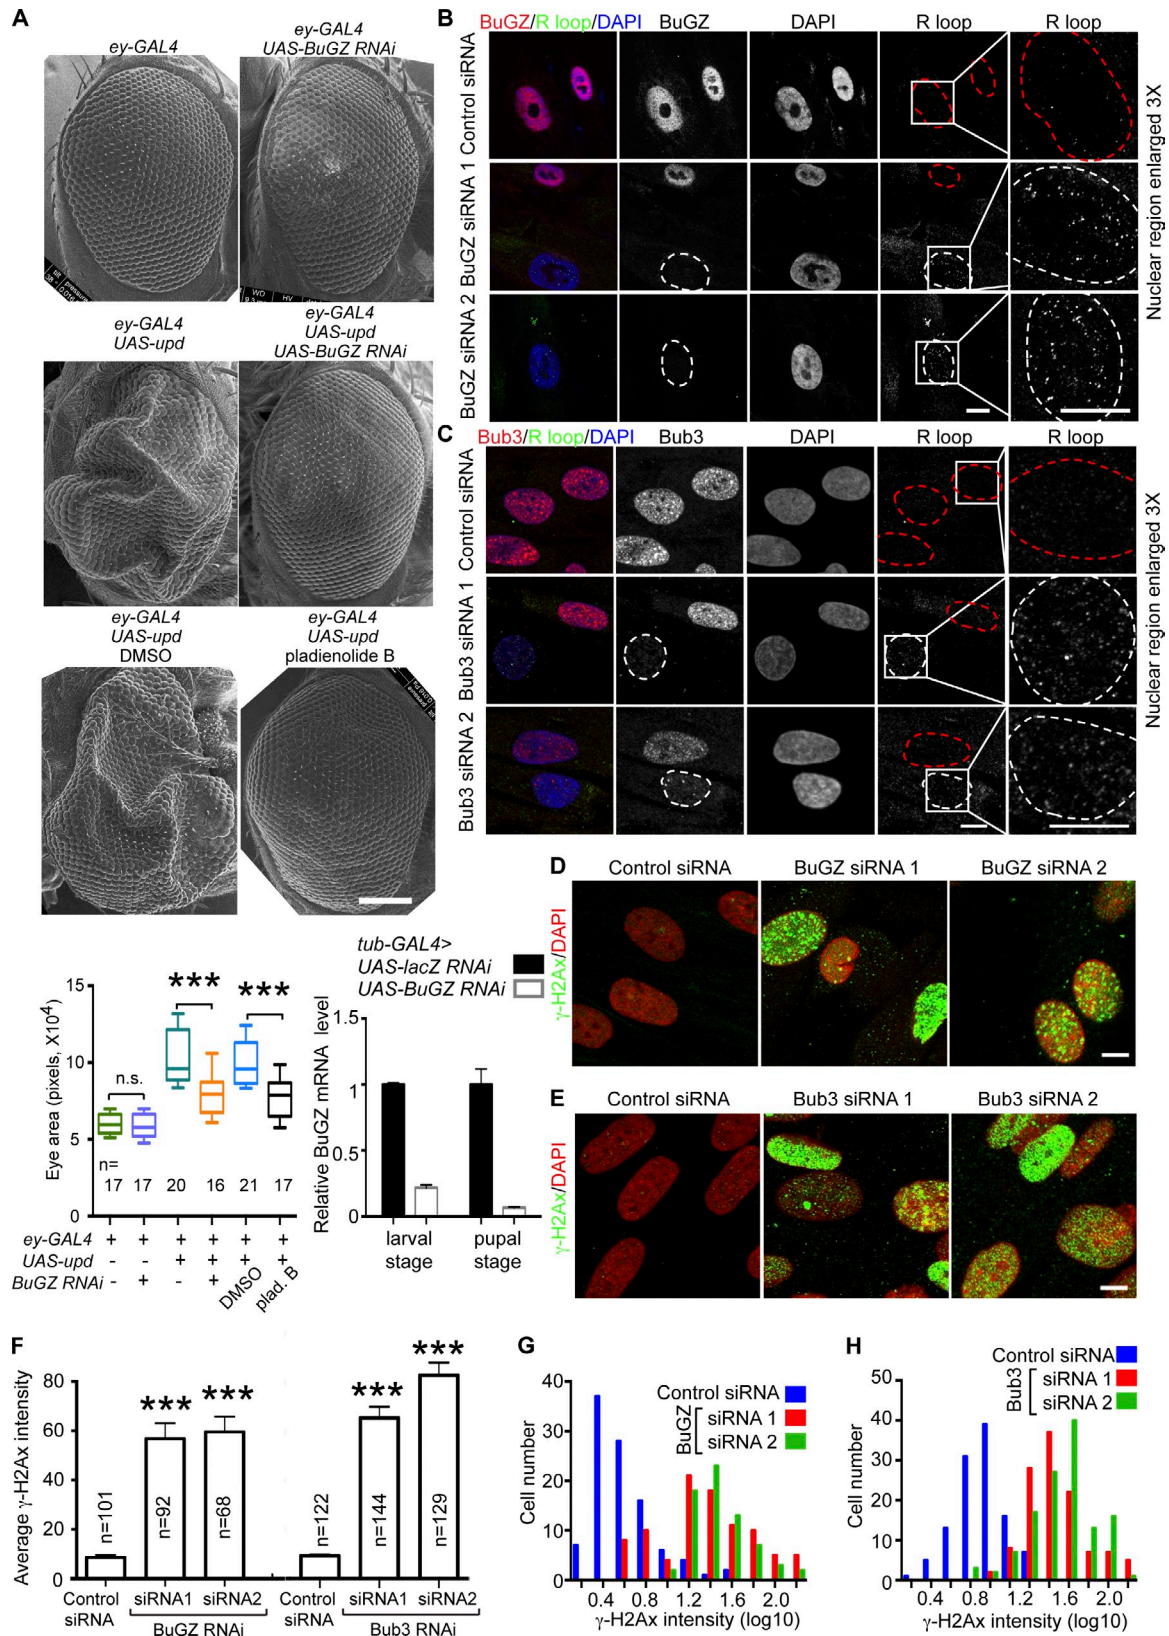 A
ey-GAL4
ey-GAL4
UAS-BuGZ RNAi
ey-GAL4
UAS-upd
ey-GAL4
UAS-upd
UAS-BuGZ RNAi
ey-GAL4
UAS-upd
DMSO
ey-GAL4
UAS-upd
pladienolide B
tilt
pressure
WD
HV
Eye area (pixels, X10⁴)
15
10
5
0
n.s.
***
***
n=
17 17 20 16 21 17
ey-GAL4 + + + + + +
UAS-upd - - + + + +
BuGZ RNAi - + - + DMSO plad. B
tub-GAL4>
UAS-lacZ RNAi
UAS-BuGZ RNAi
Relative BuGZ mRNA level
1.5
1
0.5
0
larval stage
pupal stage
B
BuGZ/R loop/DAPI BuGZ DAPI R loop R loop
Control siRNA
BuGZ siRNA 1
BuGZ siRNA 2
Nuclear region enlarged 3X
C
Bub3/R loop/DAPI Bub3 DAPI R loop R loop
Control siRNA
Bub3 siRNA 1
Bub3 siRNA 2
Nuclear region enlarged 3X
D
Control siRNA BuGZ siRNA 1 BuGZ siRNA 2
γ-H2Ax/DAPI
E
Control siRNA Bub3 siRNA 1 Bub3 siRNA 2
γ-H2Ax/DAPI
F
Average γ-H2Ax intensity
80
60
40
20
0
*** *** *** ***
n=101 n=92 n=68 n=122 n=144 n=129
Control siRNA siRNA1 siRNA2 Control siRNA siRNA1 siRNA2
BuGZ RNAi Bub3 RNAi
G
Control siRNA
BuGZ
siRNA 1
siRNA 2
Cell number
40
30
20
10
0
0.4 0.8 1.2 1.6 2.0
γ-H2Ax intensity (log10)
H
Control siRNA
Bub3
siRNA 1
siRNA 2
Cell number
50
40
30
20
10
0
0.4 0.8 1.2 1.6 2.0
γ-H2Ax intensity (log10)